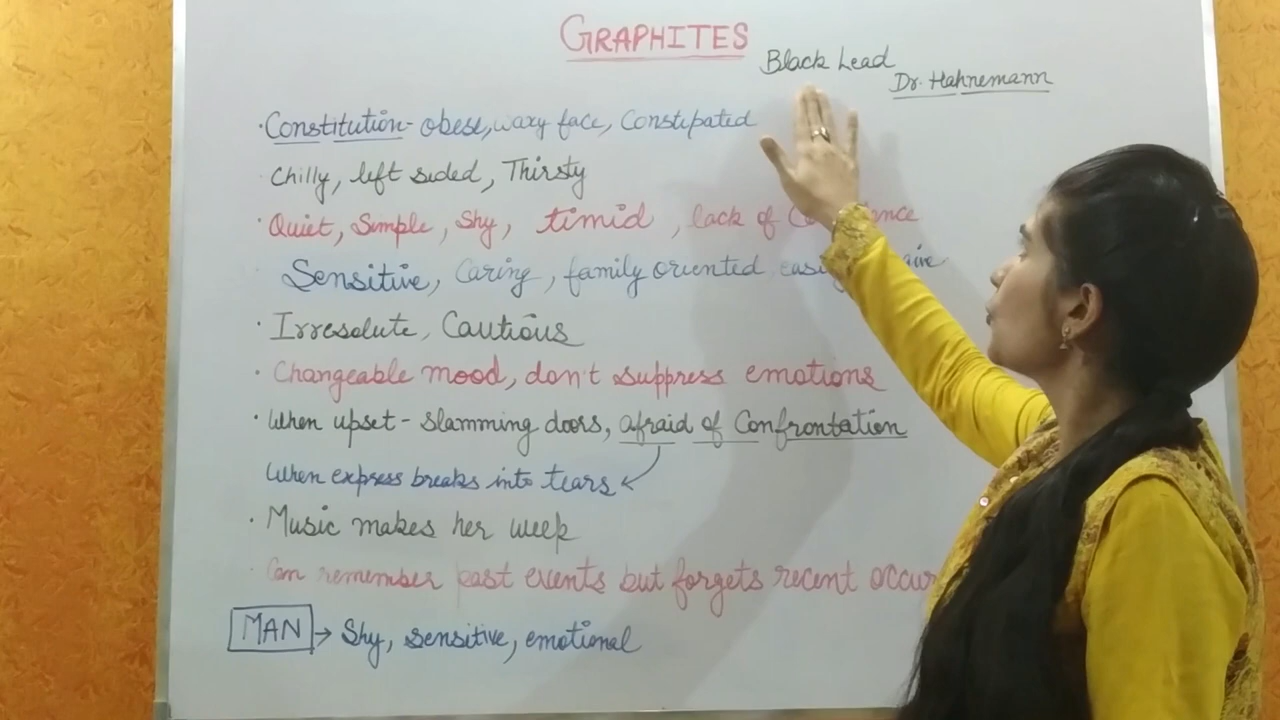 GRAPHITES
Black Lead
Dr. Hahnemann
·Constitution- obese, waxy face, Constipated
Chilly, left sided, Thirsty
· Quiet, Simple, Shy, timid, lack of
Sensitive, Caring, family oriented
· Irresolute, Cautious
· Changeable mood, don't suppress emotions
· When upset - slamming doors, afraid of Confrontation
When express breaks into tears
· Music makes her weep
· Can remember past events but forgets recent
MAN → Shy, sensitive, emotional